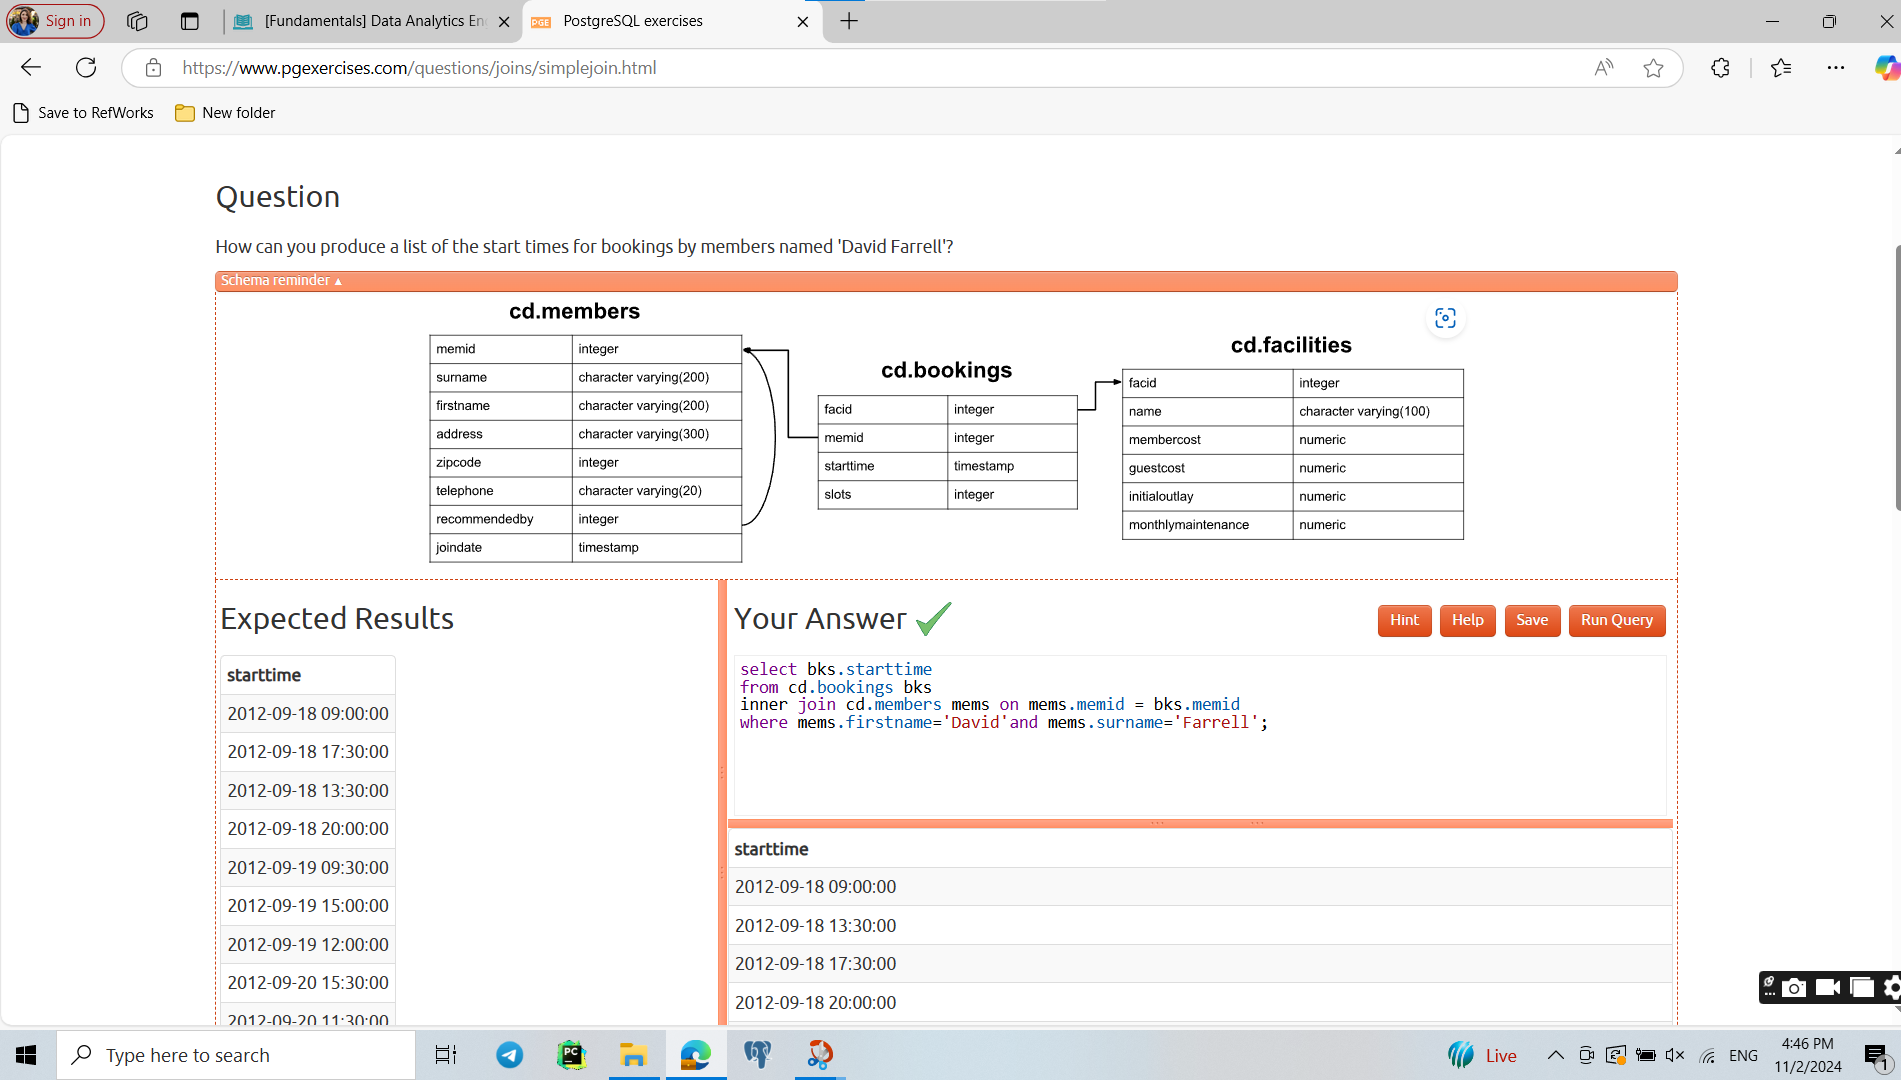 Sign in
[Fundamentals] Data Analytics En
PGE PostgreSQL exercises
https://www.pgexercises.com/questions/joins/simplejoin.html
Save to RefWorks
New folder
Question
How can you produce a list of the start times for bookings by members named 'David Farrell'?
Schema reminder ▲
cd.members
memid integer
surname character varying(200)
firstname character varying(200)
address character varying(300)
zipcode integer
telephone character varying(20)
recommendedby integer
joindate timestamp
cd.bookings
facid integer
memid integer
starttime timestamp
slots integer
cd.facilities
facid integer
name character varying(100)
membercost numeric
guestcost numeric
initialoutlay numeric
monthlymaintenance numeric
Expected Results
starttime
2012-09-18 09:00:00
2012-09-18 17:30:00
2012-09-18 13:30:00
2012-09-18 20:00:00
2012-09-19 09:30:00
2012-09-19 15:00:00
2012-09-19 12:00:00
2012-09-20 15:30:00
2012-09-20 11:30:00
Your Answer
Hint
Help
Save
Run Query
select bks.starttime
from cd.bookings bks
inner join cd.members mems on mems.memid = bks.memid
where mems.firstname='David'and mems.surname='Farrell';
starttime
2012-09-18 09:00:00
2012-09-18 13:30:00
2012-09-18 17:30:00
2012-09-18 20:00:00
Type here to search
PC
Live
ENG
4:46 PM
11/2/2024
1